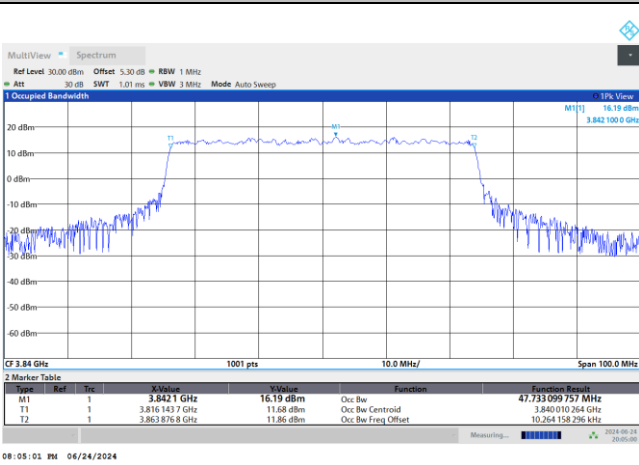 MultiView Spectrum
Ref Level 30.00 dBm Offset 5.30 dB RBW 1 MHz
Att 30 dB SWT 1.01 ms VBW 3 MHz Mode Auto Sweep
1 Occupied Bandwidth 1Pk View
M1[1] 16.19 dBm
3.842 100 0 GHz
20 dBm
M1
T1
T2
10 dBm
0 dBm
-10 dBm
-20 dBm
-30 dBm
-40 dBm
-50 dBm
-60 dBm
CF 3.84 GHz 1001 pts 10.0 MHz/ Span 100.0 MHz
2 Marker Table
Type Ref Trc X-Value Y-Value Function Function Result
M1 1 3.842 1 GHz 16.19 dBm Occ Bw 47.733 099 757 MHz
T1 1 3.816 143 7 GHz 11.68 dBm Occ Bw Centroid 3.840 010 264 GHz
T2 1 3.863 876 8 GHz 11.86 dBm Occ Bw Freq Offset 10.264 158 296 kHz
Measuring... 2024-06-24
20:05:00
08:05:01 PM 06/24/2024